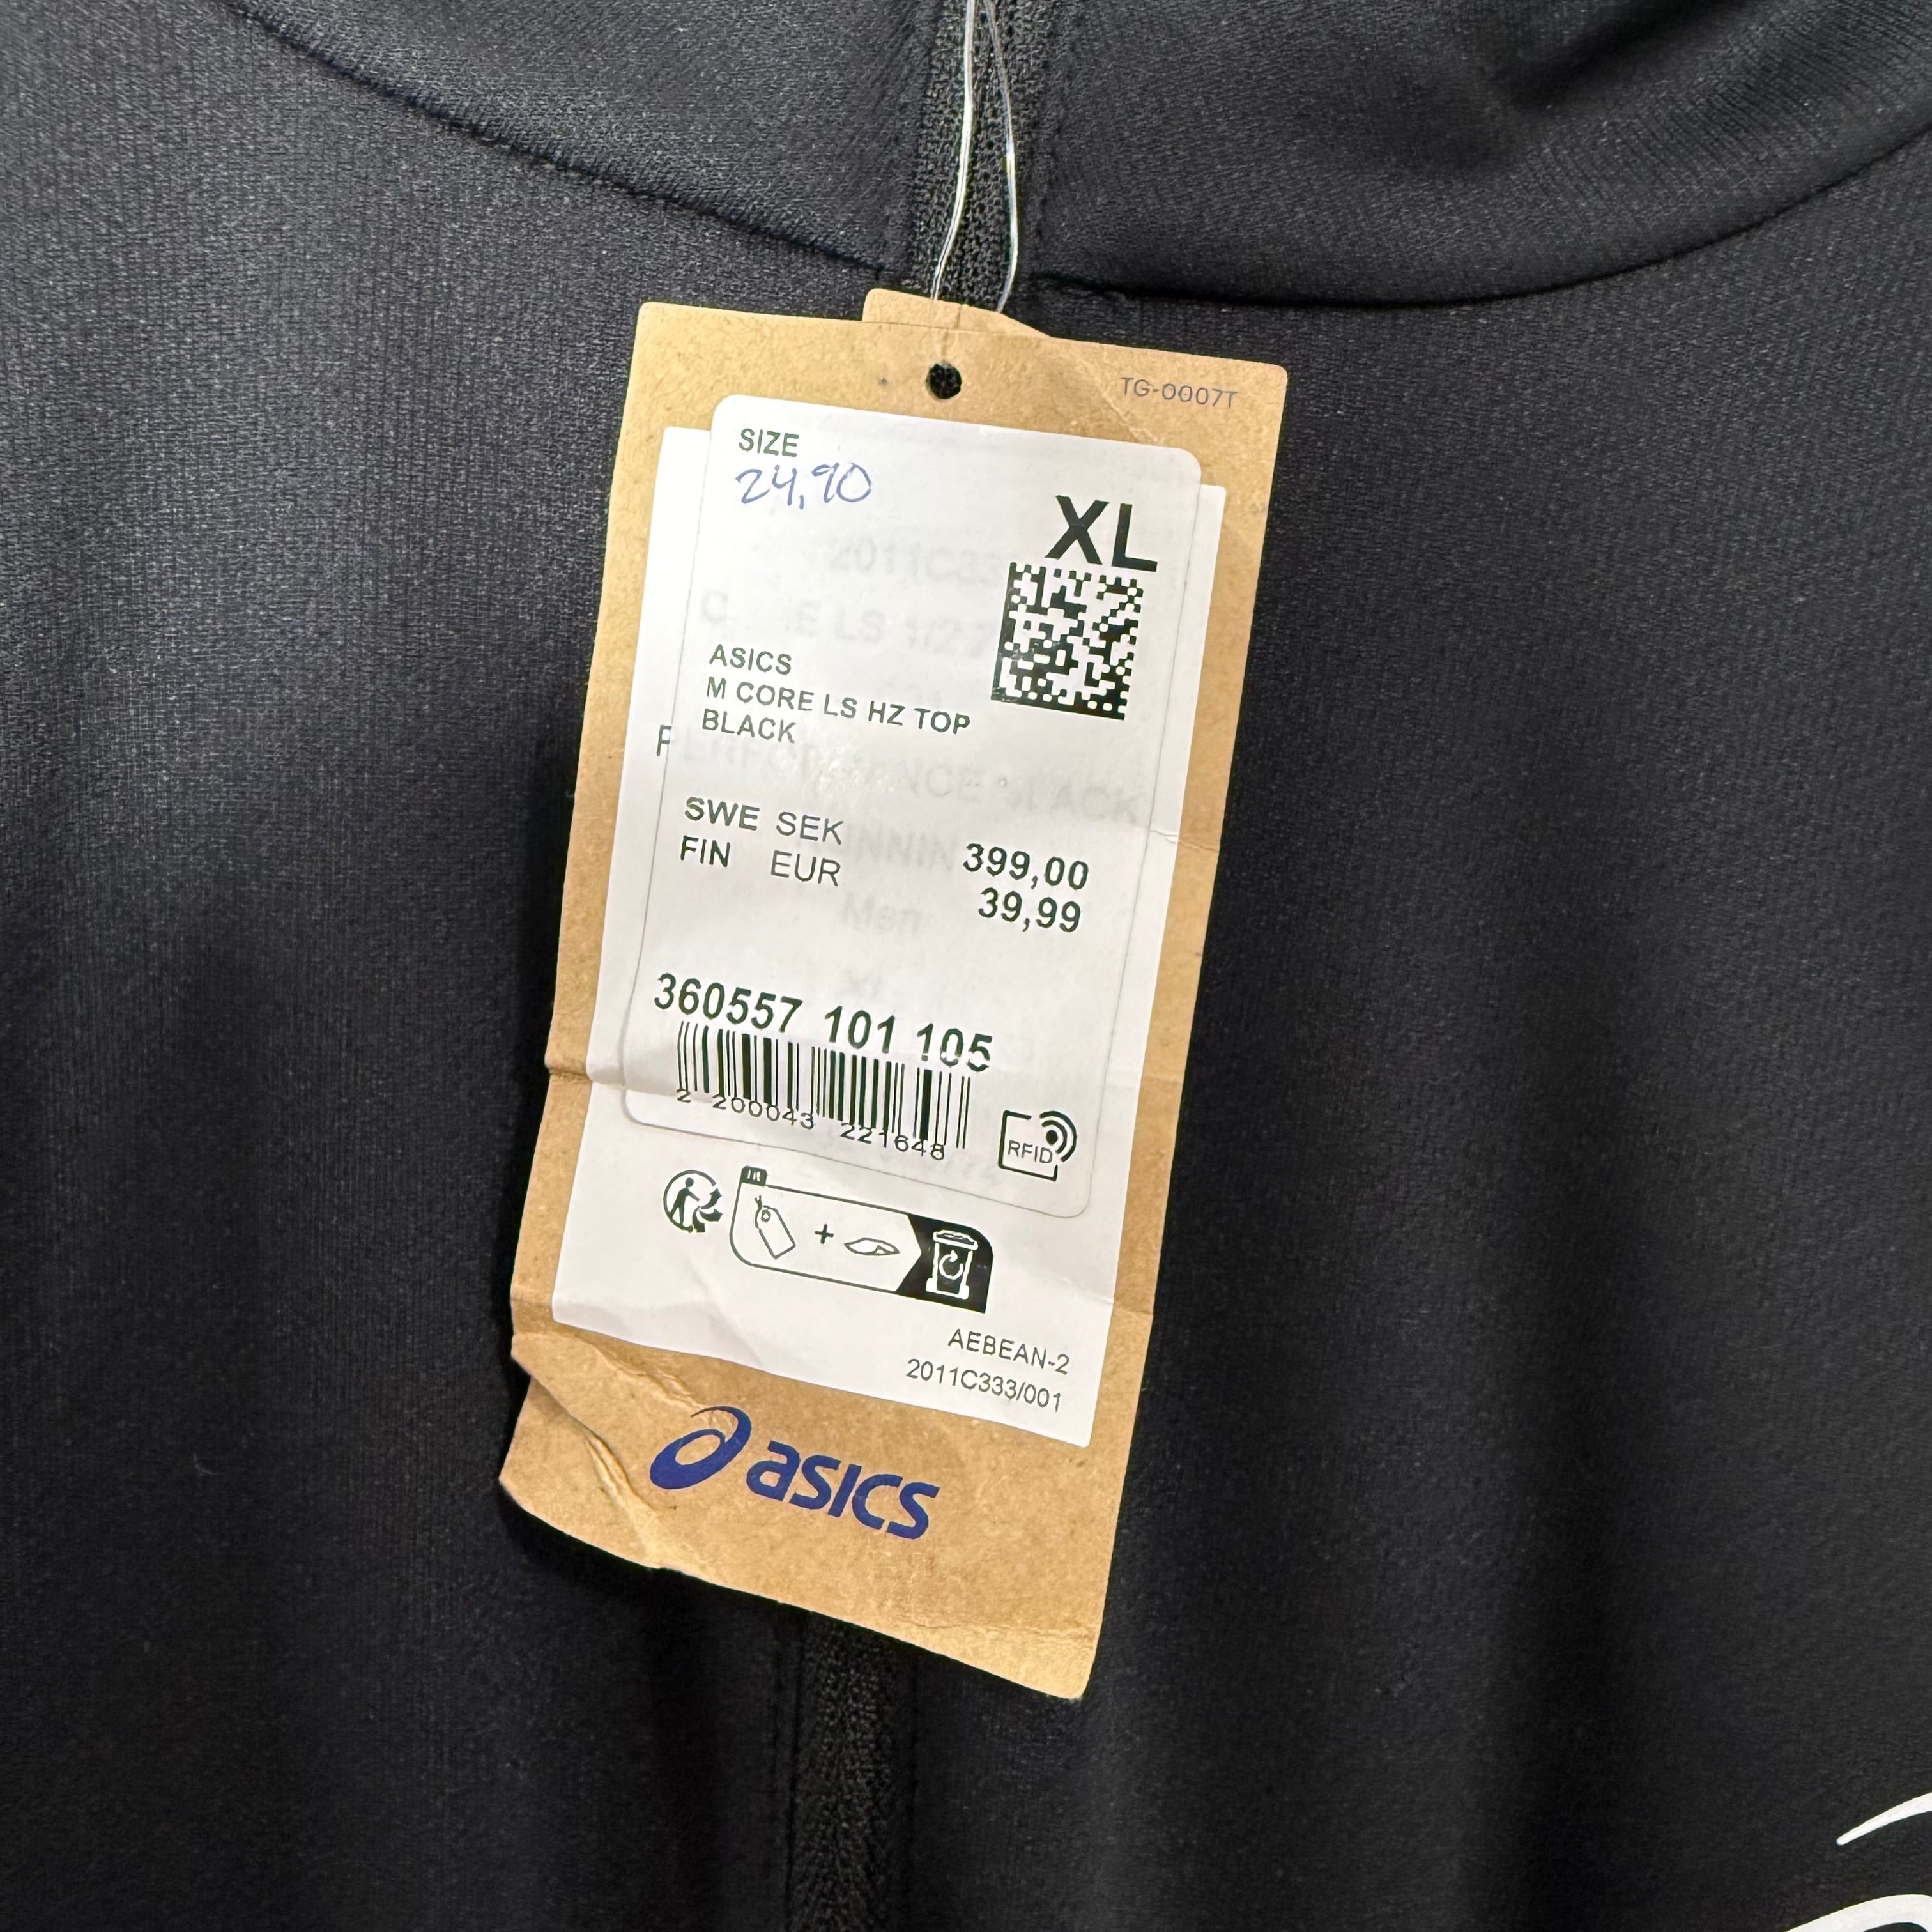 TG-0007T
SIZE
24,90
XL
ASICS
M CORE LS HZ TOP
BLACK
SWE SEK 399,00
FIN EUR 39,99
360557 101 105
2 200043 221648
RFID
AEBEAN-2
2011C333/001
asics